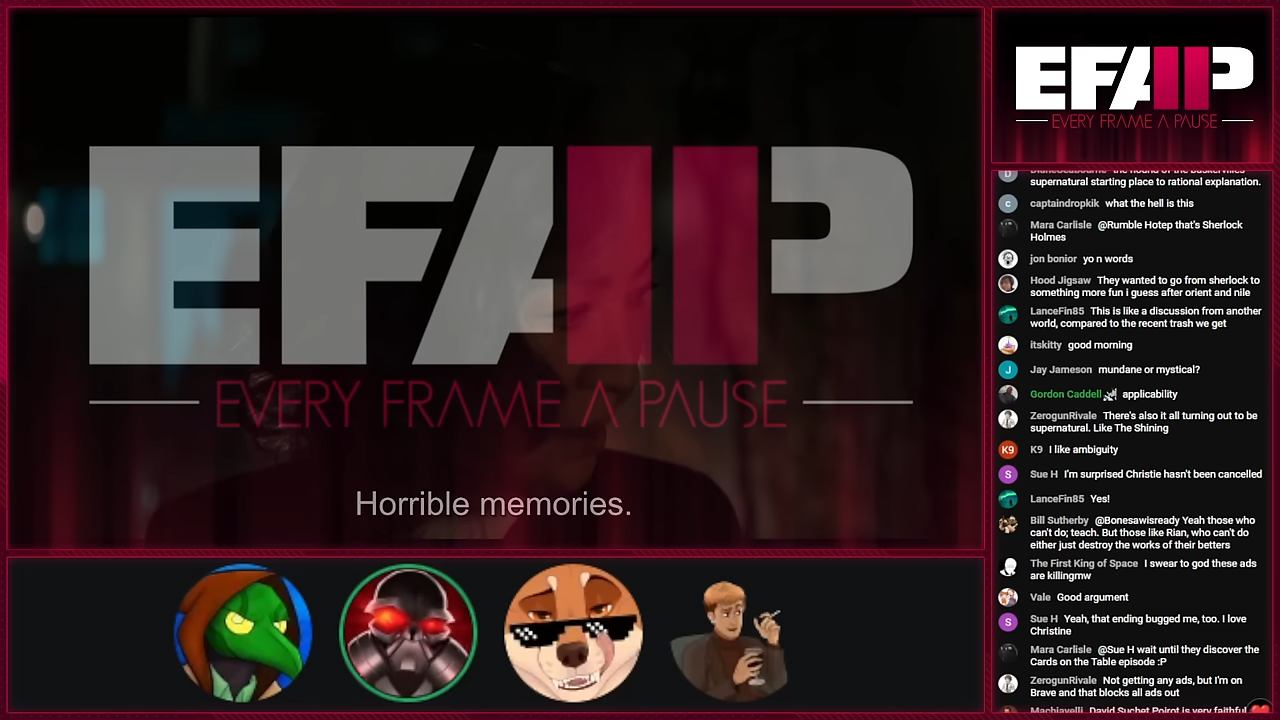 EFAP
EVERY FRAME A PAUSE
Horrible memories.
EFAP
EVERY FRAME A PAUSE
supernatural starting place to rational explanation.
captaindropkik what the hell is this
Mara Carlisle @Rumble Hotep that's Sherlock
Holmes
jon bonior yo n words
Hood Jigsaw They wanted to go from sherlock to
something more fun i guess after orient and nile
LanceFin85 This is like a discussion from another
world, compared to the recent trash we get
itskitty good morning
J Jay Jameson mundane or mystical?
Gordon Caddell applicability
ZerogunRivale There's also it all turning out to be
supernatural. Like The Shining
K9 K9 I like ambiguity
S Sue H I'm surprised Christie hasn't been cancelled
LanceFin85 Yes!
Bill Sutherby @Bonesawisready Yeah those who
can't do; teach. But those like Rian, who can't do
either just destroy the works of their betters
The First King of Space I swear to god these ads
are killingmw
Vale Good argument
S Sue H Yeah, that ending bugged me, too. I love
Christine
Mara Carlisle @Sue H wait until they discover the
Cards on the Table episode :P
ZerogunRivale Not getting any ads, but I'm on
Brave and that blocks all ads out
Machiavelli David Suchet Poirot is very faithful